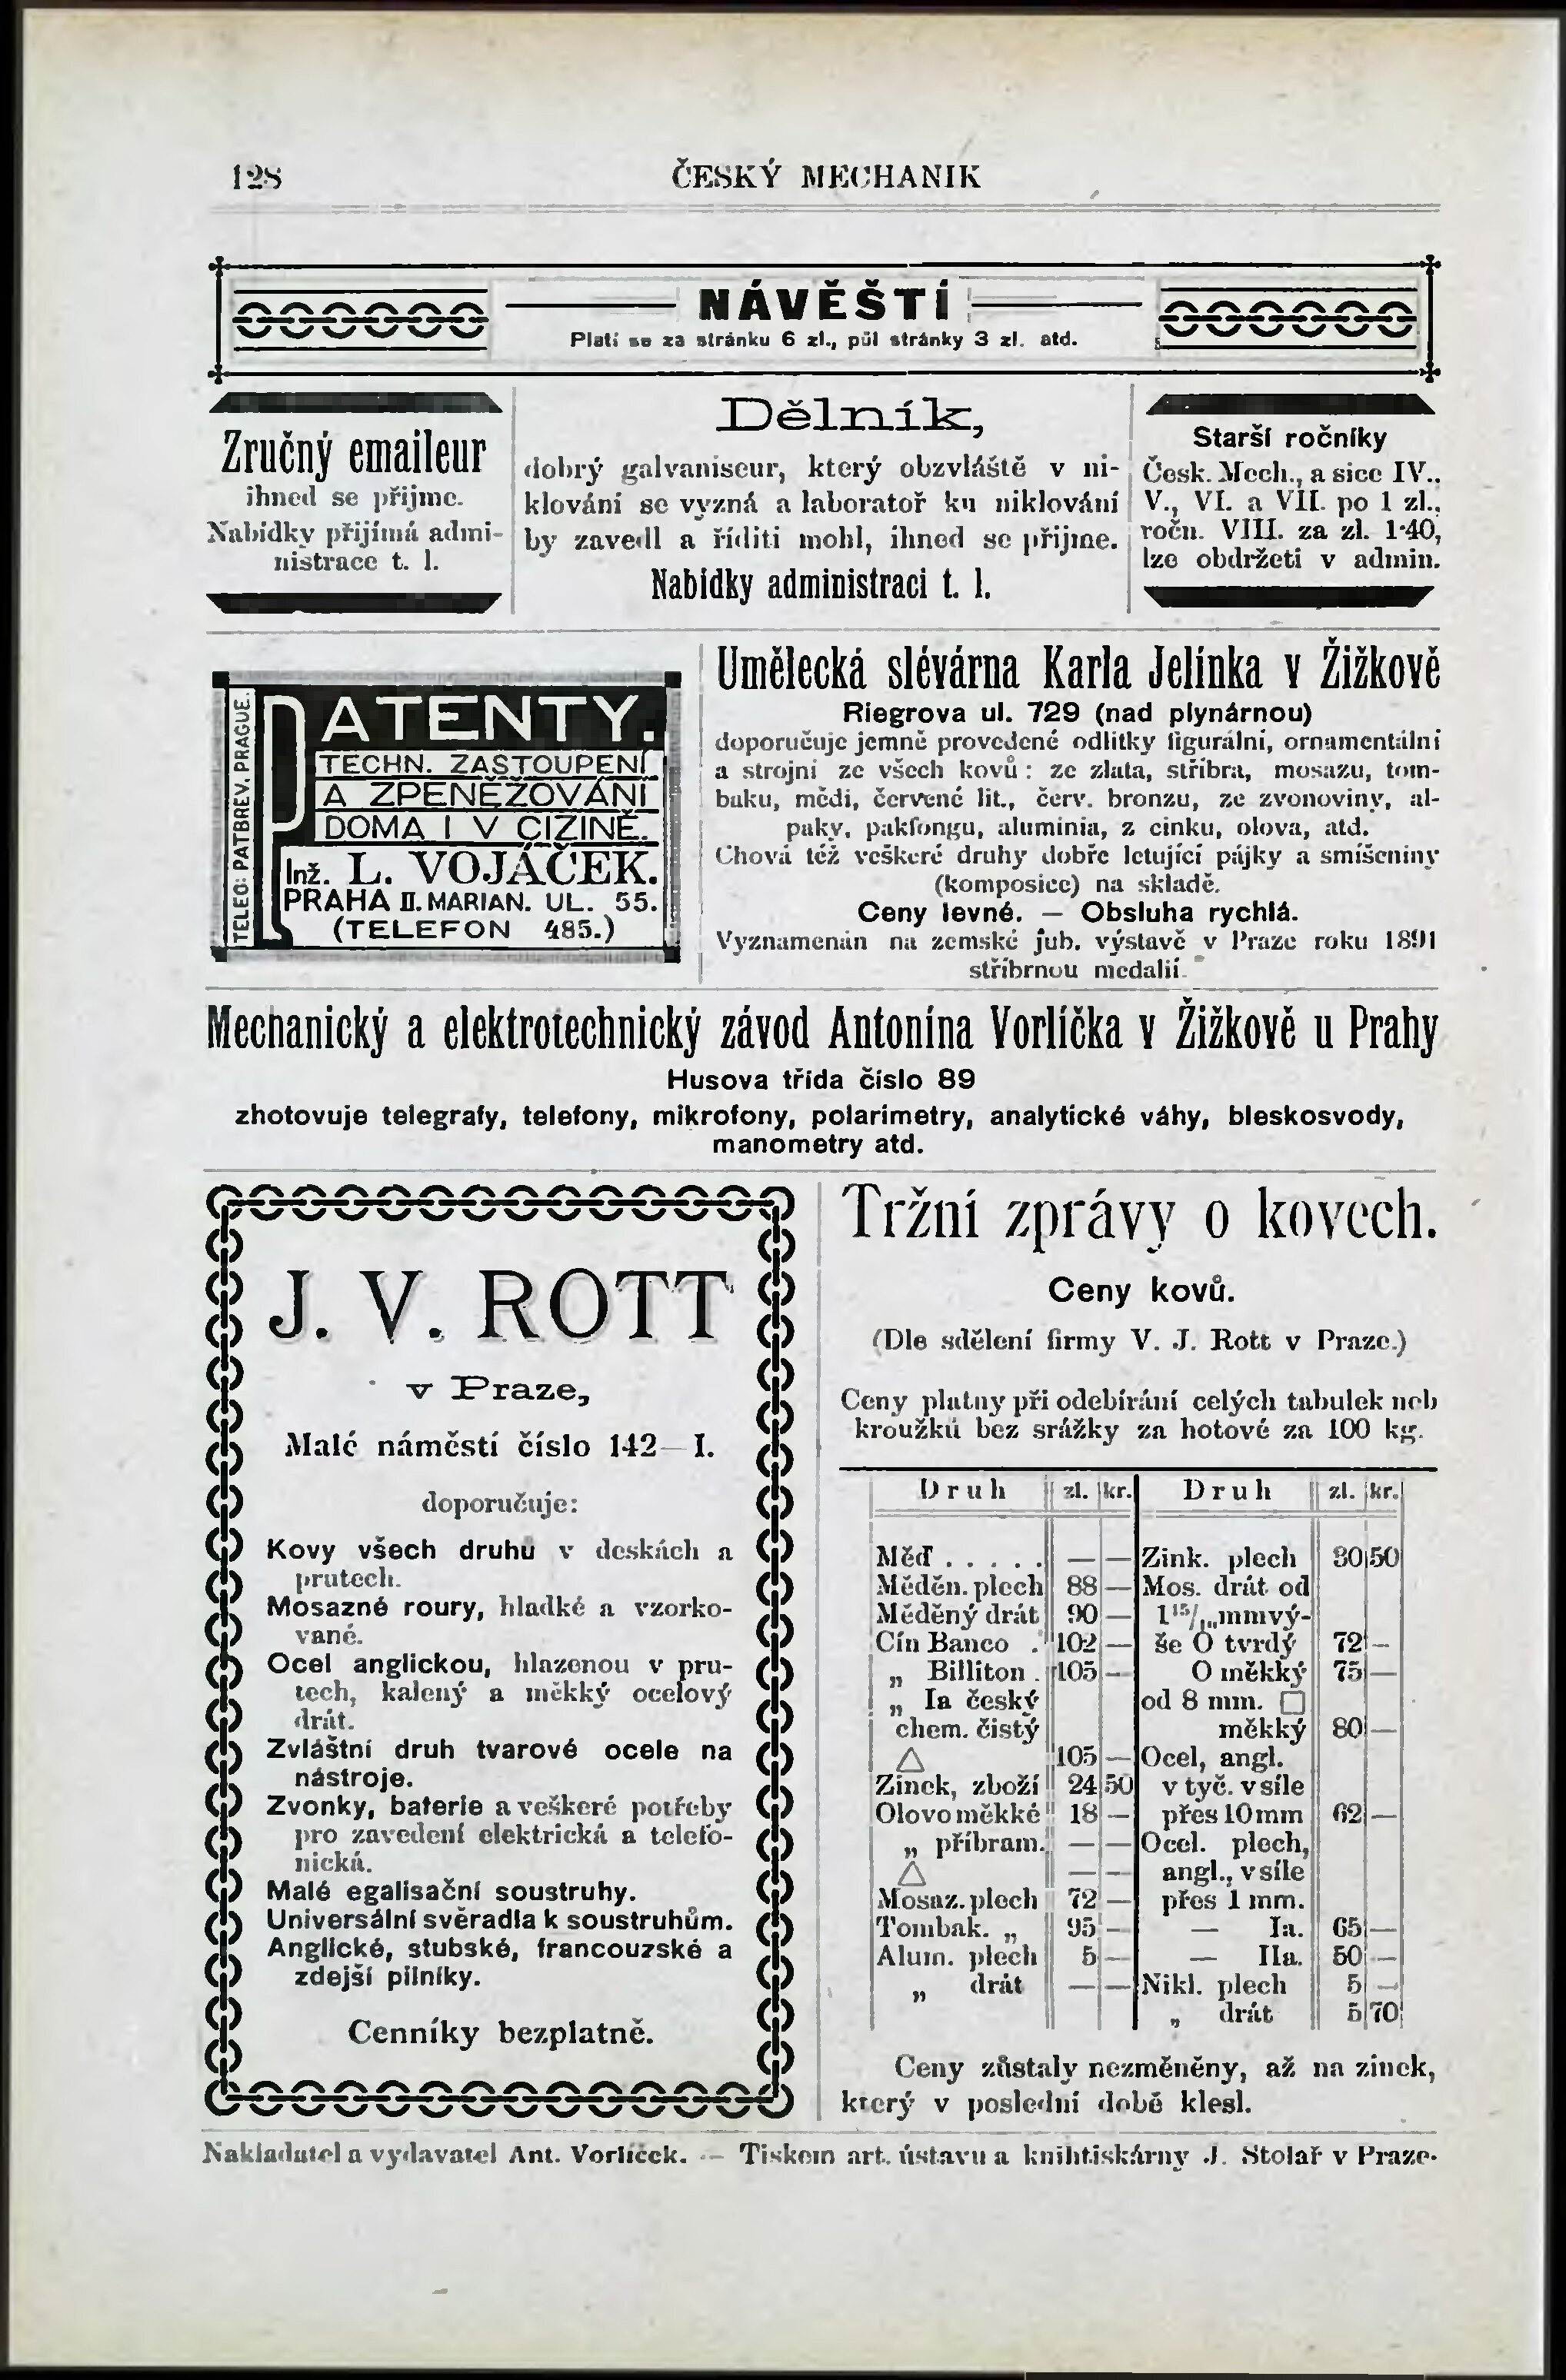 128
ČESKÝ MECHANIK
NÁVĚŠTÍ
Platí se za stránku 6 zl., půl stránky 3 zl. atd.
Zručný emaileur
ihned se přijme.
Nabídky přijímá admi-
nistrace t. l.
Dělník,
dobrý galvaniseur, který obzvláště v ni-
klování se vyzná a laboratoř ku niklování
by zavedl a říditi mohl, ihned se přijme.
Nabídky administraci t. l.
Starší ročníky
Česk. Mech., a sice IV.,
V., VI. a VII. po 1 zl.,
ročn. VIII. za zl. 1·40,
lze obdržeti v admin.
TELEG: PATBREV. PRAGUE.
PATENTY.
TECHN. ZASTOUPENÍ
A ZPENĚŽOVÁNÍ
DOMA I V CIZINĚ.
Inž. L. VOJÁČEK.
PRAHA II. MARIAN. UL. 55.
(TELEFON 485.)
Umělecká slévárna Karla Jelínka v Žižkově
Riegrova ul. 729 (nad plynárnou)
doporučuje jemně provedené odlitky figurální, ornamentální
a strojní ze všech kovů: ze zlata, stříbra, mosazu, tom-
baku, mědi, červené lit., červ. bronzu, ze zvonoviny, al-
paky, pakfongu, aluminia, z cinku, olova, atd.
Chová též veškeré druhy dobře letující pájky a smíšeniny
(komposice) na skladě.
Ceny levné. — Obsluha rychlá.
Vyznamenán na zemské jub. výstavě v Praze roku 1891
stříbrnou medalií.
Mechanický a elektrotechnický závod Antonína Vorlíčka v Žižkově u Prahy
Husova třída číslo 89
zhotovuje telegrafy, telefony, mikrofony, polarimetry, analytické váhy, bleskosvody,
manometry atd.
J. V. ROTT
v Praze,
Malé náměstí číslo 142—I.
doporučuje:
Kovy všech druhů v deskách a
prutech.
Mosazné roury, hladké a vzorko-
vané.
Ocel anglickou, hlazenou v pru-
tech, kalený a měkký ocelový
drát.
Zvláštní druh tvarové ocele na
nástroje.
Zvonky, baterie a veškeré potřeby
pro zavedení elektrická a telefo-
nická.
Malé egalisační soustruhy.
Universální svěradla k soustruhům.
Anglické, stubské, francouzské a
zdejší pilníky.
Cenníky bezplatně.
Tržní zprávy o kovech.
Ceny kovů.
(Dle sdělení firmy V. J. Rott v Praze.)
Ceny platny při odebírání celých tabulek neb
kroužků bez srážky za hotové za 100 kg.
Druh zl. kr. Druh zl. kr.
Měď . . . . . — — Zink. plech 30 50
Měděn. plech 88 — Mos. drát od
Měděný drát 90 — mm vý-
Cín Banco . 102 — še O tvrdý 72 —
„ Billiton . 105 — O měkký 75 —
„ Ia český od 8 mm. □
chem. čistý měkký 80 —
△ 105 — Ocel, angl.
Zinek, zboží 24 50 v tyč. v síle
Olovo měkké 18 — přes 10 mm 62 —
„ příbram. — — Ocel. plech,
△ — — angl., v síle
Mosaz. plech 72 — přes 1 mm.
Tombak. „ 95 — — Ia. 65 —
Alum. plech 5 — — IIa. 50 —
„ drát — — Nikl. plech 5 —
„ drát 5 70
Ceny zůstaly nezměněny, až na zinek,
který v poslední době klesl.
Nakladatel a vydavatel Ant. Vorlíček. — Tiskem art. ústavu a knihtiskárny J. Stolař v Praze.